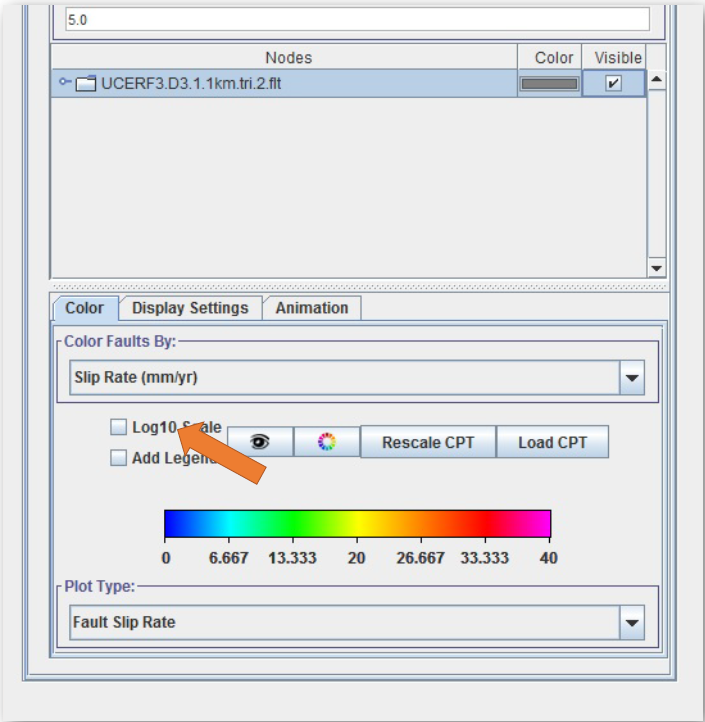 5.0
Nodes Color Visible
UCERF3.D3.1.1km.tri.2.flt
Color Display Settings Animation
Color Faults By:
Slip Rate (mm/yr)
Log10
Add Rescale CPT Load CPT
0 6.667 13.333 20 26.667 33.333 40
Plot Type:
Fault Slip Rate